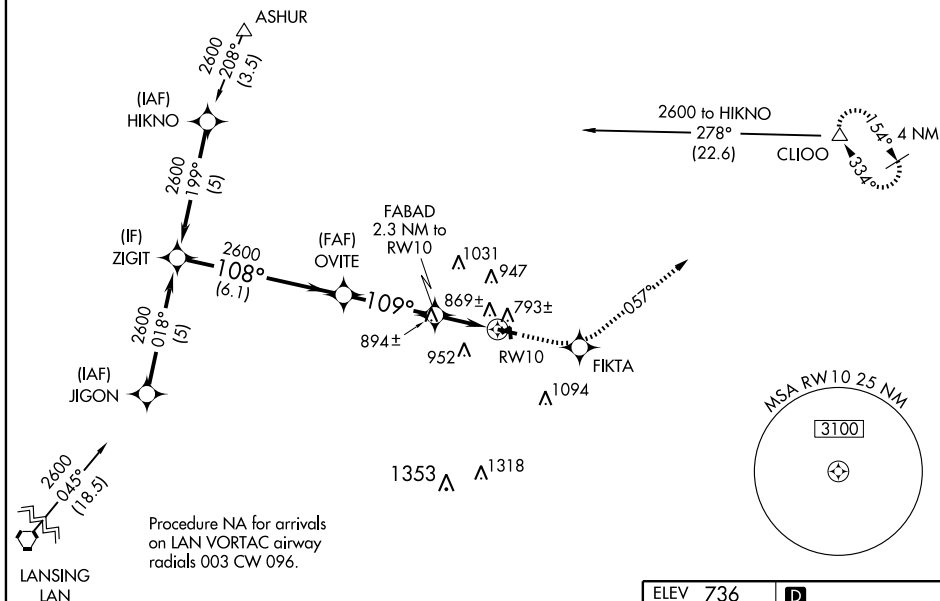 ASHUR
2600
208°
(3.5)
(IAF)
HIKNO
2600
199°
(5)
2600 to HIKNO
278°
(22.6)
CLIOO
154°
4 NM
334°
(IF)
ZIGIT
2600
108°
(6.1)
(FAF)
OVITE
FABAD
2.3 NM to
RW10
1031
947
109°
869±
793±
894±
952
RW10
057°
FIKTA
1094
2600
018°
(5)
(IAF)
JIGON
MSA RW10 25 NM
3100
1353
1318
2600
045°
(18.5)
Procedure NA for arrivals
on LAN VORTAC airway
radials 003 CW 096.
LANSING
LAN
ELEV 736
D